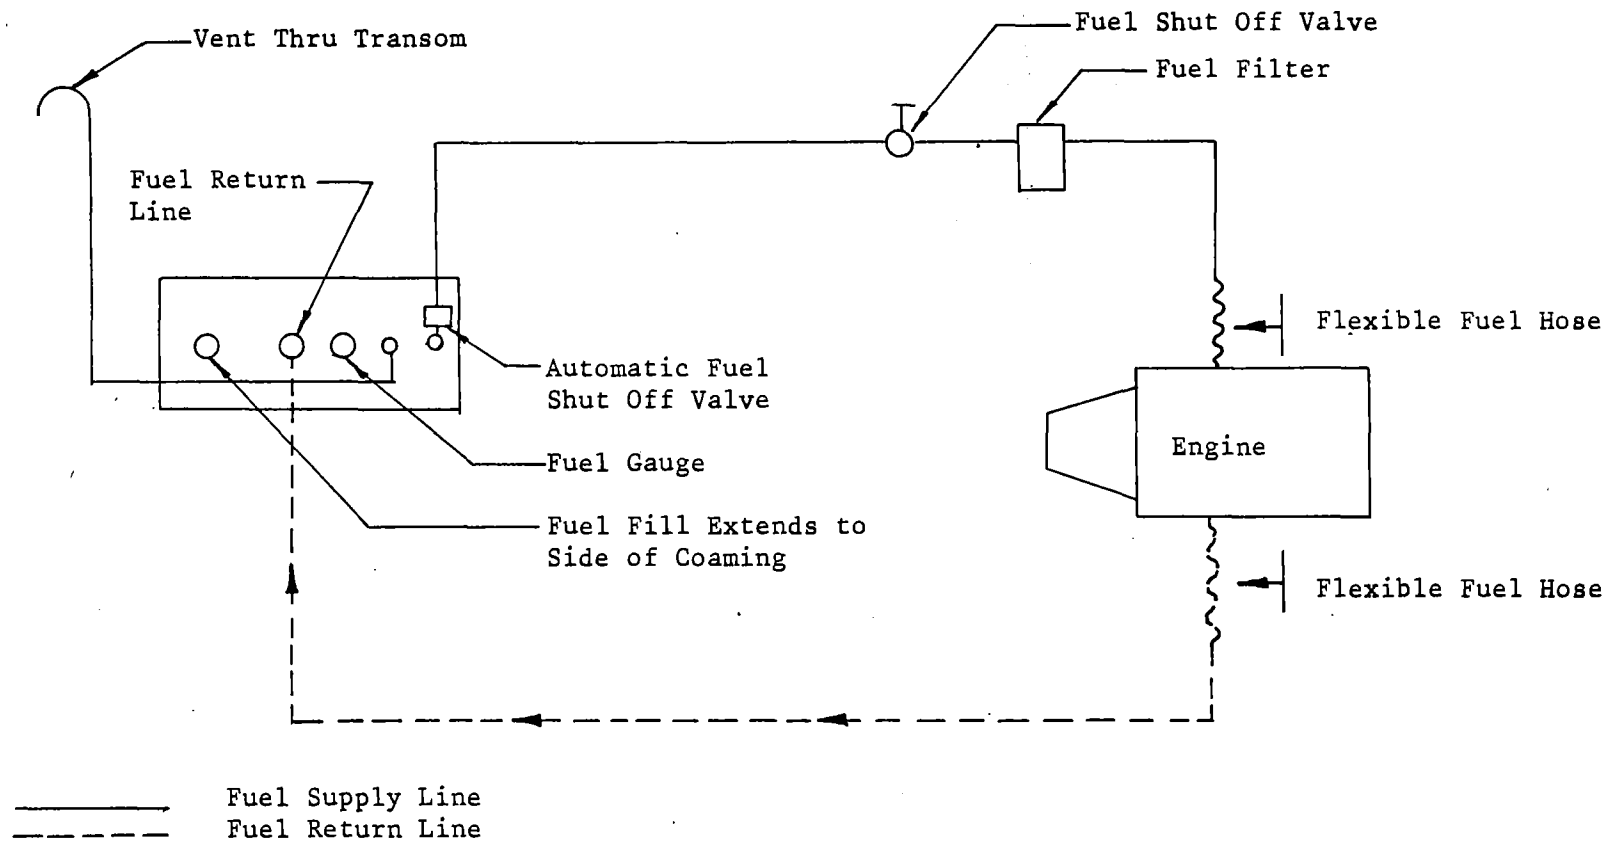 Vent Thru Transom
Fuel Shut Off Valve
Fuel Filter
Fuel Return
Line
Flexible Fuel Hose
Automatic Fuel
Shut Off Valve
Engine
Fuel Gauge
Fuel Fill Extends to
Side of Coaming
Flexible Fuel Hose
Fuel Supply Line
Fuel Return Line